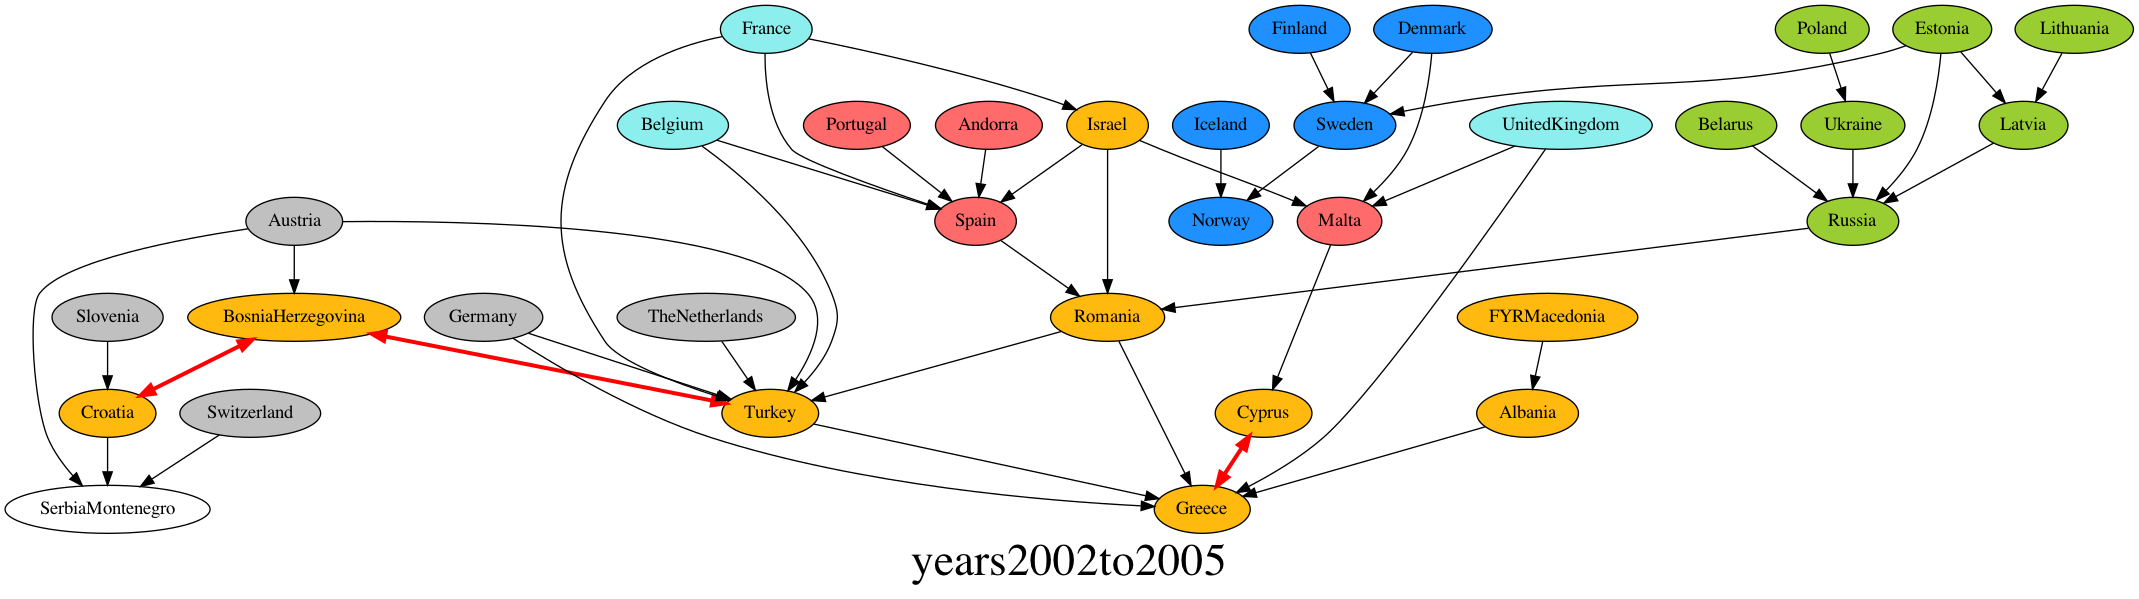 France
Finland
Denmark
Poland
Estonia
Lithuania
Belgium
Portugal
Andorra
Israel
Iceland
Sweden
UnitedKingdom
Belarus
Ukraine
Latvia
Austria
Spain
Norway
Malta
Russia
Slovenia
BosniaHerzegovina
Germany
TheNetherlands
Romania
FYRMacedonia
Croatia
Switzerland
Turkey
Cyprus
Albania
SerbiaMontenegro
Greece
years2002to2005